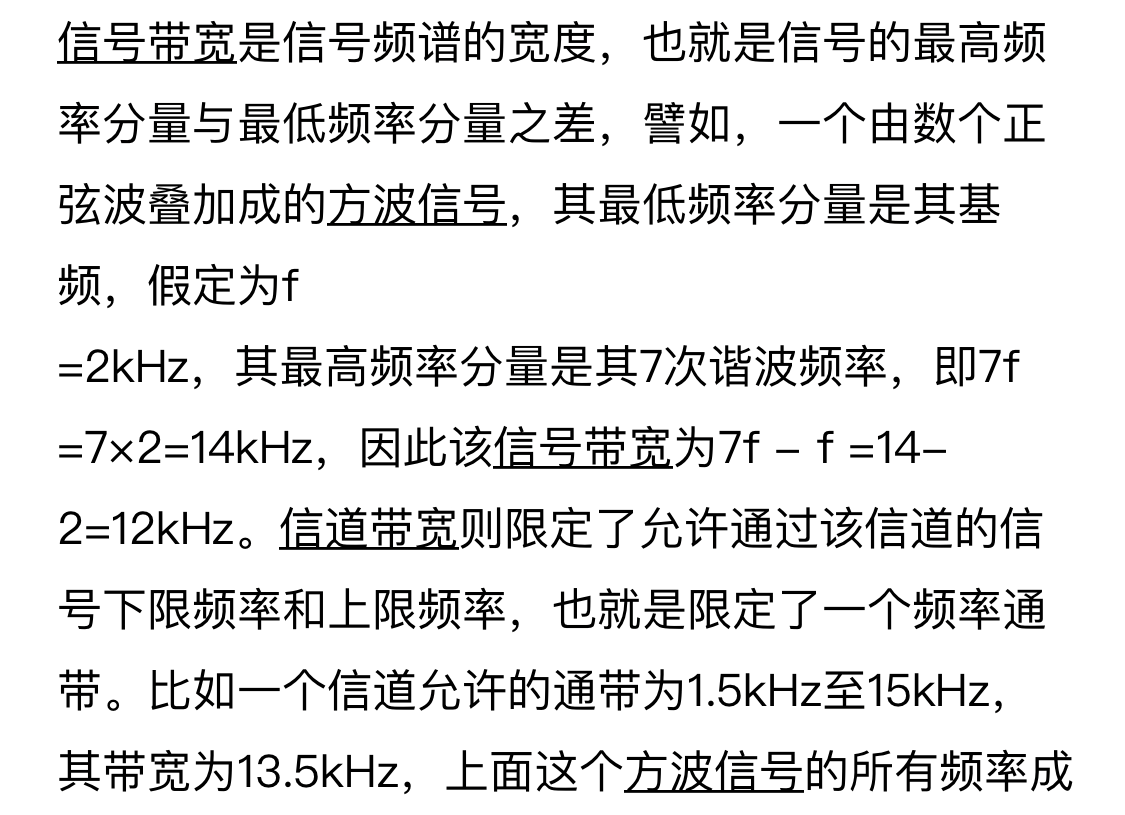 信号带宽是信号频谱的宽度，也就是信号的最高频
率分量与最低频率分量之差，譬如，一个由数个正
弦波叠加成的方波信号，其最低频率分量是其基
频，假定为f
=2kHz，其最高频率分量是其7次谐波频率，即7f
=7×2=14kHz，因此该信号带宽为7f – f =14–
2=12kHz。信道带宽则限定了允许通过该信道的信
号下限频率和上限频率，也就是限定了一个频率通
带。比如一个信道允许的通带为1.5kHz至15kHz，
其带宽为13.5kHz，上面这个方波信号的所有频率成